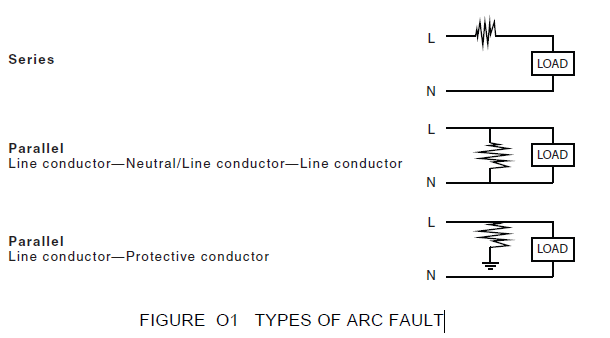 L
Series
LOAD
N
Parallel
L
Line conductor—Neutral/Line conductor—Line conductor
LOAD
N
L
Parallel
Line conductor—Protective conductor
LOAD
N
FIGURE O1 TYPES OF ARC FAULT